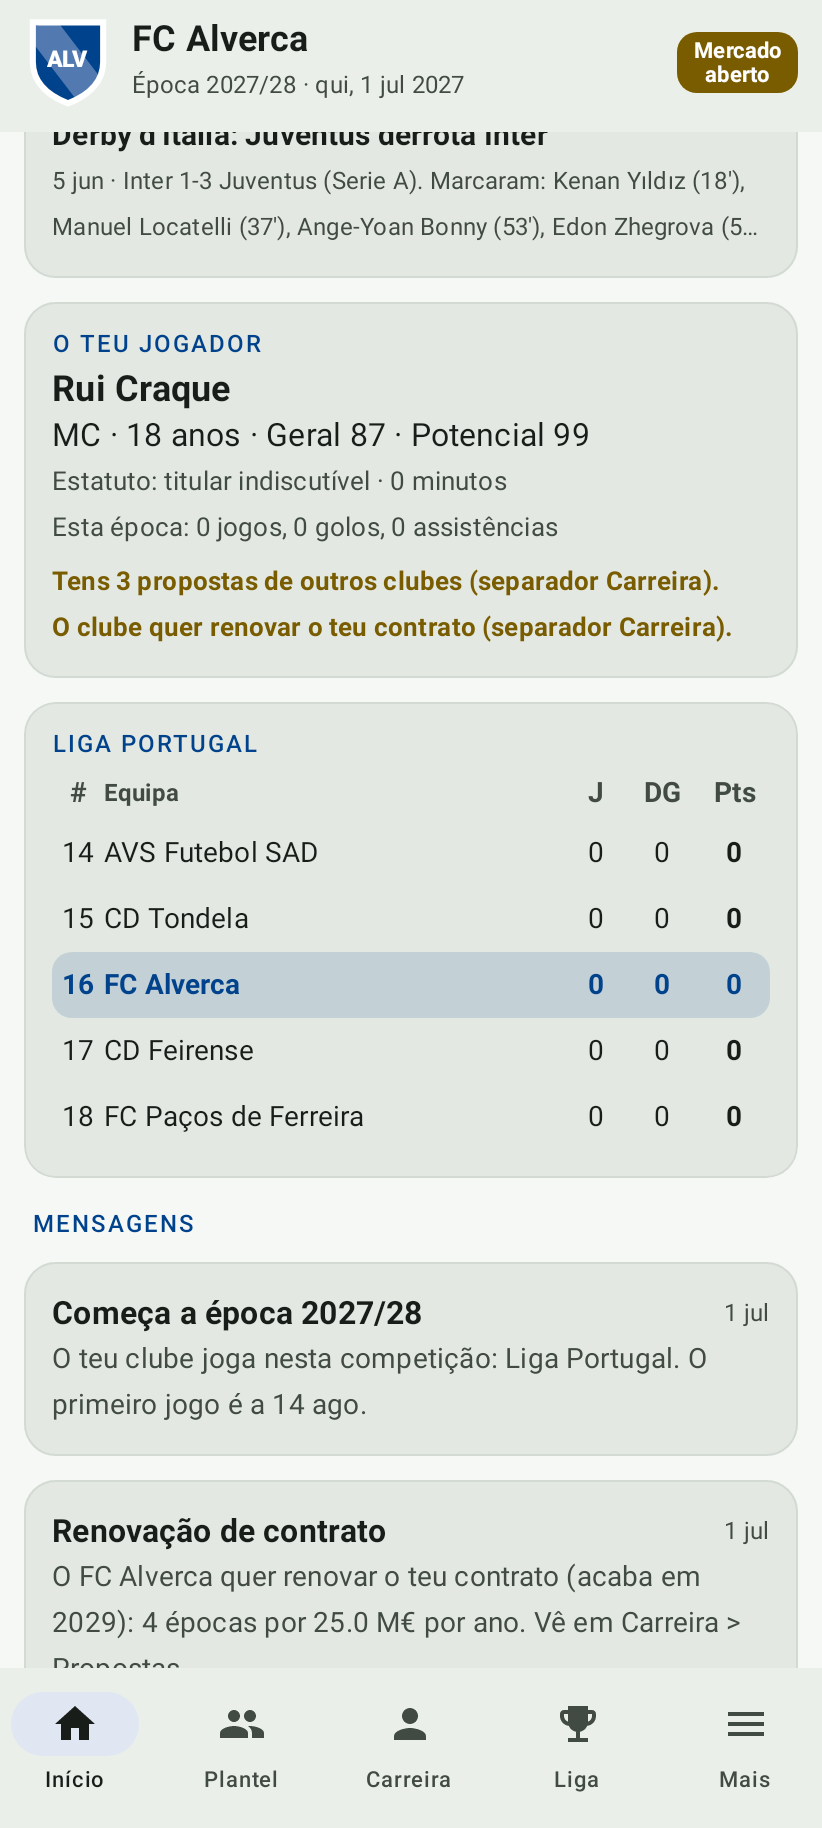 ALV
FC Alverca
Época 2027/28 · qui, 1 jul 2027
Mercado
aberto
Derby d'Italia: Juventus derrota Inter
5 jun · Inter 1-3 Juventus (Serie A). Marcaram: Kenan Yıldız (18'),
Manuel Locatelli (37'), Ange-Yoan Bonny (53'), Edon Zhegrova (5…
O TEU JOGADOR
Rui Craque
MC · 18 anos · Geral 87 · Potencial 99
Estatuto: titular indiscutível · 0 minutos
Esta época: 0 jogos, 0 golos, 0 assistências
Tens 3 propostas de outros clubes (separador Carreira).
O clube quer renovar o teu contrato (separador Carreira).
LIGA PORTUGAL
# Equipa J DG Pts
14 AVS Futebol SAD 0 0 0
15 CD Tondela 0 0 0
16 FC Alverca 0 0 0
17 CD Feirense 0 0 0
18 FC Paços de Ferreira 0 0 0
MENSAGENS
Começa a época 2027/28 1 jul
O teu clube joga nesta competição: Liga Portugal. O
primeiro jogo é a 14 ago.
Renovação de contrato 1 jul
O FC Alverca quer renovar o teu contrato (acaba em
2029): 4 épocas por 25.0 M€ por ano. Vê em Carreira >
Propostas
Início Plantel Carreira Liga Mais